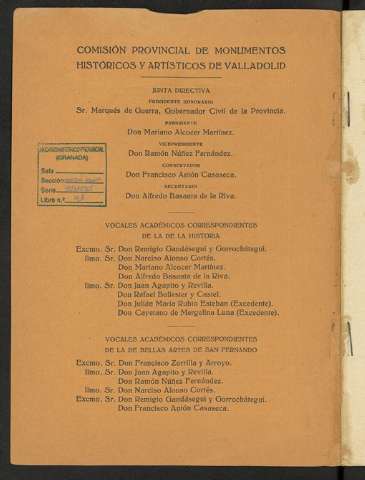 COMISIÓN PROVINCIAL DE MONUMENTOS
HISTÓRICOS Y ARTÍSTICOS DE VALLADOLID
JUNTA DIRECTIVA
PRESIDENTE HONORARIO
Sr. Marqués de Guerra, Gobernador Civil de la Provincia.
PRESIDENTE
Don Mariano Alcocer Martínez.
VICEPRESIDENTE
Don Ramón Núñez Fernández.
CONSERVADOR
Don Francisco Antón Casaseca.
SECRETARIO
Don Alfredo Basanta de la Riva.
(GRANADA)
Sala
Sección
Serie
Libro n.º
VOCALES ACADÉMICOS CORRESPONDIENTES
DE LA DE LA HISTORIA
Excmo. Sr. Don Remigio Gandásegui y Gorrochátegui.
Ilmo. Sr. Don Narciso Alonso Cortés.
Don Mariano Alcocer Martínez.
Don Alfredo Basanta de la Riva.
Ilmo. Sr. Don Juan Agapito y Revilla.
Don Rafael Ballester y Castel.
Don Julián María Rubio Esteban (Excedente).
Don Cayetano de Margelina Luna (Excedente).
VOCALES ACADÉMICOS CORRESPONDIENTES
DE LA DE BELLAS ARTES DE SAN FERNANDO
Excmo. Sr. Don Francisco Zorrilla y Arroyo.
Ilmo. Sr. Don Juan Agapito y Revilla.
Don Ramón Núñez Fernández.
Ilmo. Sr. Don Narciso Alonso Cortés.
Excmo. Sr. Don Remigio Gandásegui y Gorrochátegui.
Don Francisco Antón Casaseca.